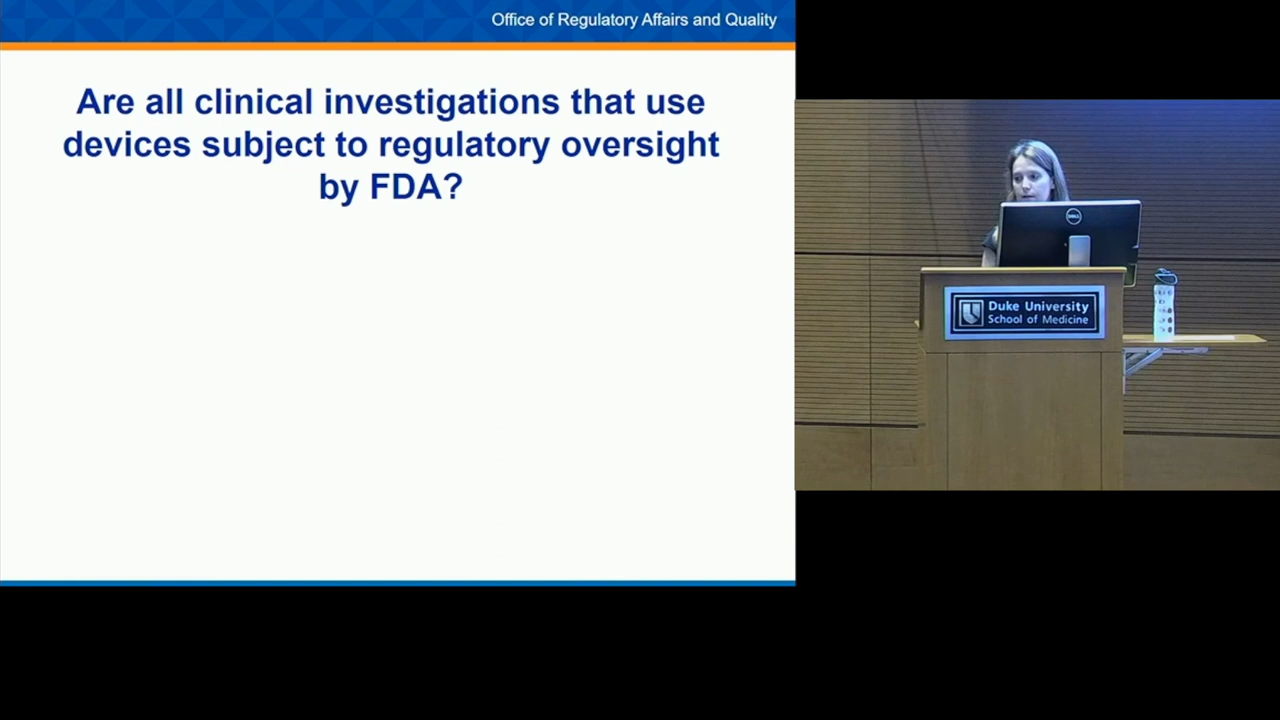 Office of Regulatory Affairs and Quality
Are all clinical investigations that use
devices subject to regulatory oversight
by FDA?
DELL
Duke University
School of Medicine